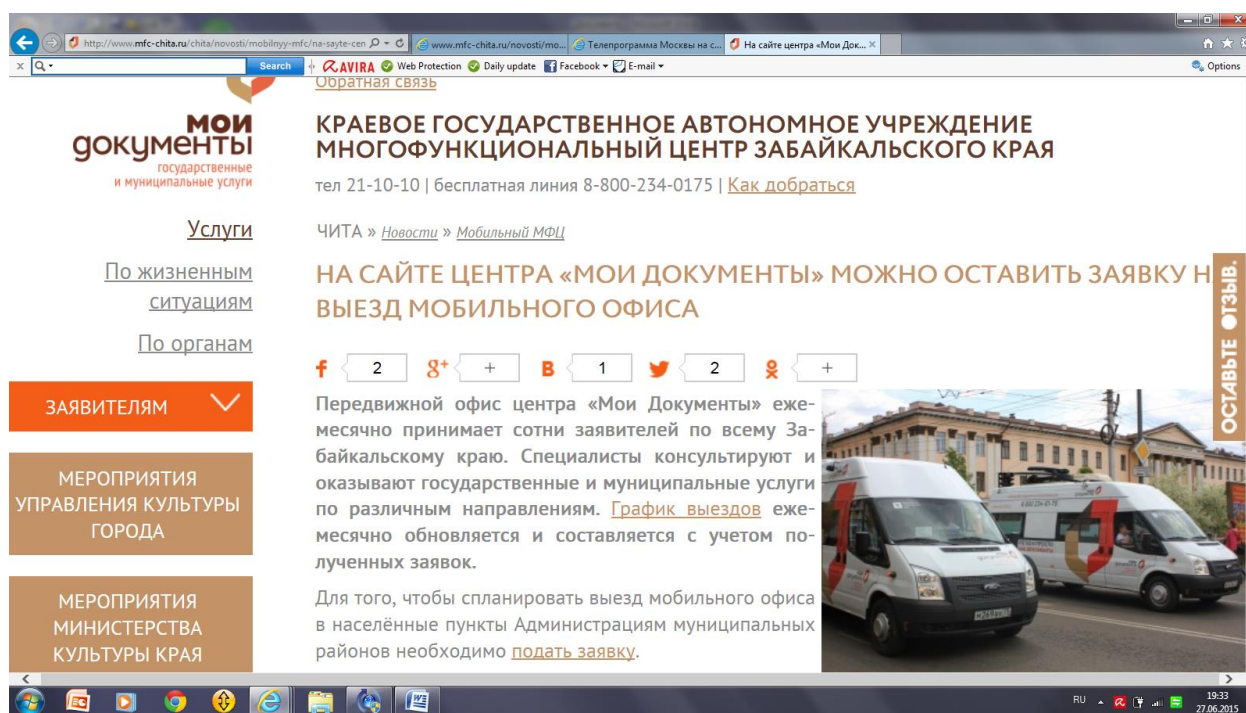 http://www.mfc-chita.ru/chita/novosti/mobilnyy-mfc/na-sayte-cen
www.mfc-chita.ru/novosti/mo...
Телепрограмма Москвы на с...
На сайте центра «Мои Док...
Search
AVIRA
Web Protection
Daily update
Facebook
E-mail
Options
Обратная связь
мои
документы
государственные
и муниципальные услуги
КРАЕВОЕ ГОСУДАРСТВЕННОЕ АВТОНОМНОЕ УЧРЕЖДЕНИЕ
МНОГОФУНКЦИОНАЛЬНЫЙ ЦЕНТР ЗАБАЙКАЛЬСКОГО КРАЯ
тел 21-10-10 | бесплатная линия 8-800-234-0175 | Как добраться
Услуги
По жизненным
ситуациям
По органам
ЗАЯВИТЕЛЯМ
МЕРОПРИЯТИЯ
УПРАВЛЕНИЯ КУЛЬТУРЫ
ГОРОДА
МЕРОПРИЯТИЯ
МИНИСТЕРСТВА
КУЛЬТУРЫ КРАЯ
ЧИТА » Новости » Мобильный МФЦ
НА САЙТЕ ЦЕНТРА «МОИ ДОКУМЕНТЫ» МОЖНО ОСТАВИТЬ ЗАЯВКУ Н
ВЫЕЗД МОБИЛЬНОГО ОФИСА
f 2 g+ + B 1 2 +
Передвижной офис центра «Мои Документы» еже-
месячно принимает сотни заявителей по всему За-
байкальскому краю. Специалисты консультируют и
оказывают государственные и муниципальные услуги
по различным направлениям. График выездов еже-
месячно обновляется и составляется с учетом по-
лученных заявок.
Для того, чтобы спланировать выезд мобильного офиса
в населённые пункты Администрациям муниципальных
районов необходимо подать заявку.
ОСТАВЬТЕ ОТЗЫВ.
RU
19:33
27.06.2015